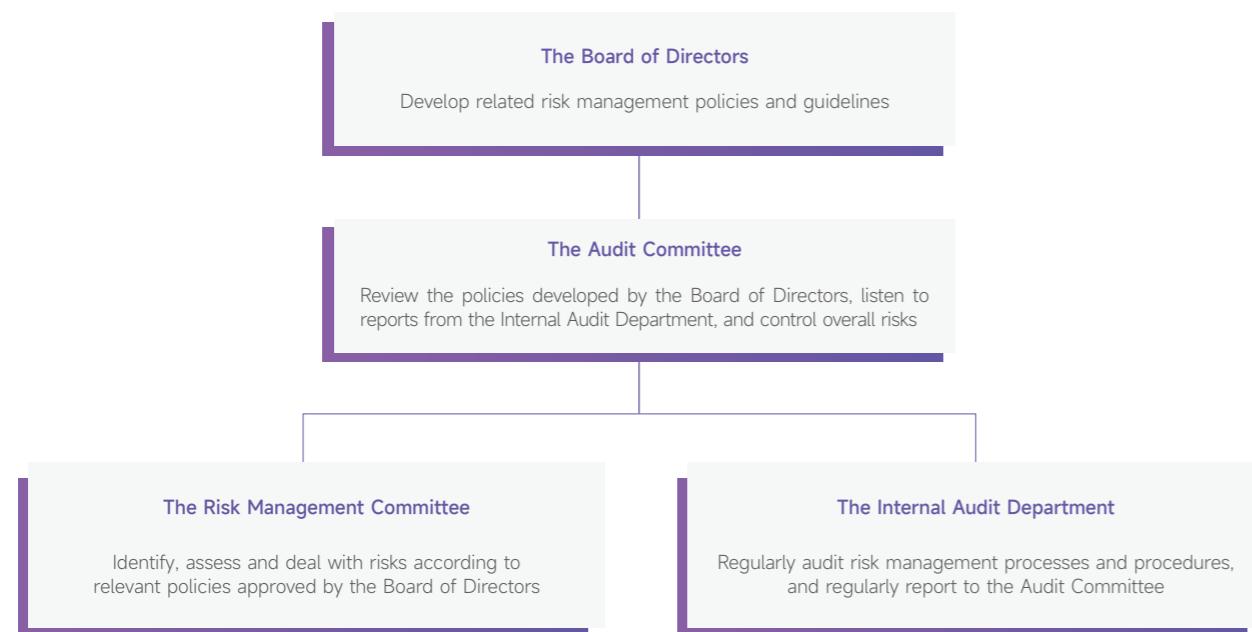 The Board of Directors
Develop related risk management policies and guidelines
The Audit Committee
Review the policies developed by the Board of Directors, listen to
reports from the Internal Audit Department, and control overall risks
The Risk Management Committee
Identify, assess and deal with risks according to
relevant policies approved by the Board of Directors
The Internal Audit Department
Regularly audit risk management processes and procedures,
and regularly report to the Audit Committee